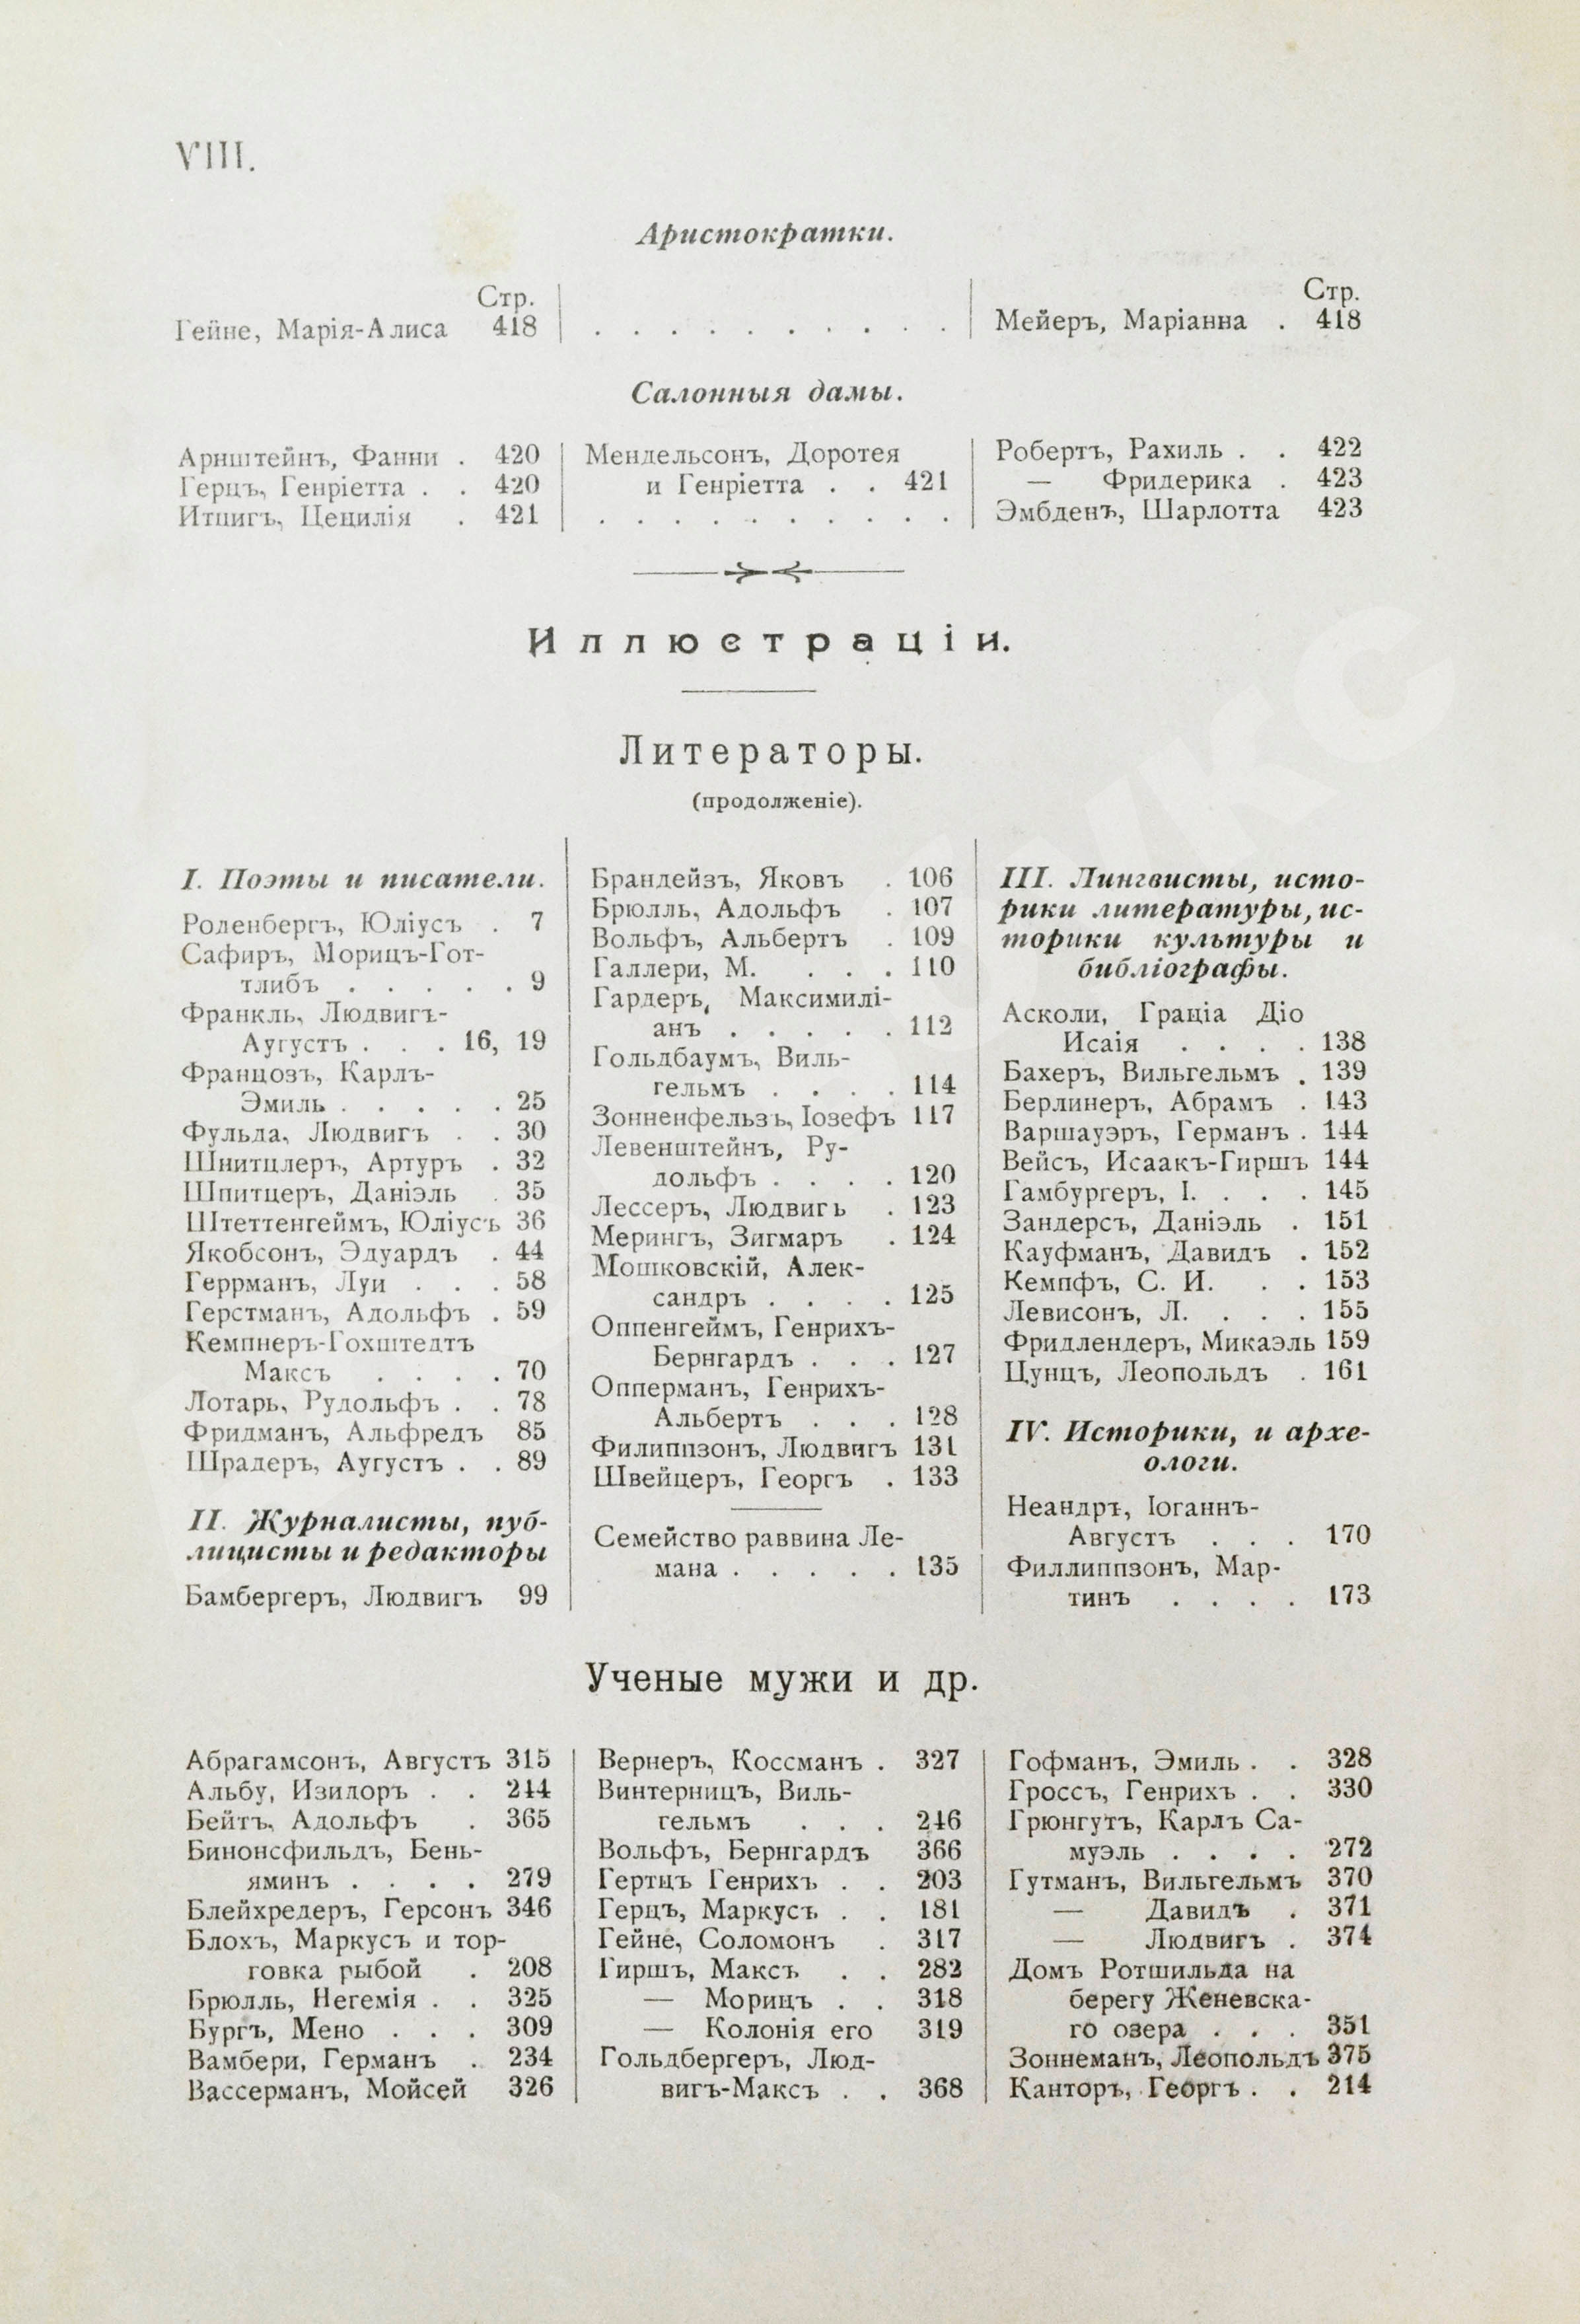 VIII.
Аристократки.
Стр.
Гейне, Марія-Алиса 418
. . . . . . . . . .
Стр.
Мейеръ, Маріанна . 418
Салонныя дамы.
Арнштейнъ, Фанни . 420
Герцъ, Генріетта . . 420
Итцигъ, Цецилія . 421
Мендельсонъ, Доротея
и Генріетта . . 421
. . . . . . . . . .
Робертъ, Рахиль . . 422
— Фридерика . 423
Эмбденъ, Шарлотта 423
Иллюстраціи.
Литераторы.
(продолженіе).
I. Поэты и писатели.
Роденбергъ, Юліусъ . 7
Сафиръ, Морицъ-Гот-
тлибъ . . . . . 9
Франкль, Людвигъ-
Аугустъ . . . 16, 19
Французъ, Карлъ-
Эмиль . . . . . 25
Фульда, Людвигъ . . 30
Шнитцлеръ, Артуръ . 32
Шпитцеръ, Даніэль . 35
Штеттенгеймъ, Юліусъ 36
Якобсонъ, Эдуардъ . 44
Геррманъ, Луи . . . 58
Герстманъ, Адольфъ . 59
Кемпнеръ-Гохштедтъ
Максъ . . . . 70
Лотарь, Рудольфъ . . 78
Фридманъ, Альфредъ 85
Шрадеръ, Аугустъ . . 89
II. Журналисты, пуб-
лицисты и редакторы
Бамбергеръ, Людвигъ 99
Брандейзъ, Яковъ . 106
Брюлль, Адольфъ . 107
Вольфъ, Альбертъ . 109
Галлери, М. . . . 110
Гардеръ, Максимилі-
анъ . . . . . 112
Гольдбаумъ, Виль-
гельмъ . . . . 114
Зонненфельзъ, Іозефъ 117
Левенштейнъ, Ру-
дольфъ . . . . 120
Лессеръ, Людвигъ . 123
Мерингъ, Зигмаръ . 124
Мошковскій, Алек-
сандръ . . . . 125
Оппенгеймъ, Генрихъ-
Бернгардъ . . . 127
Опперманъ, Генрихъ-
Альбертъ . . . 128
Филиппзонъ, Людвигъ 131
Швейцеръ, Георгъ . 133
Семейство раввина Ле-
мана . . . . . 135
III. Лингвисты, исто-
рики литературы, ис-
торики культуры и
библіографы.
Асколи, Граціа Діо
Исаія . . . . 138
Бахеръ, Вильгельмъ . 139
Берлинеръ, Абрамъ . 143
Варшауэръ, Германъ . 144
Вейсъ, Исаакъ-Гиршъ 144
Гамбургеръ, І. . . . 145
Зандерсъ, Даніэль . 151
Кауфманъ, Давидъ . 152
Кемпфъ, С. И. . . 153
Левисонъ, Л. . . . 155
Фридлендеръ, Микаэль 159
Цунцъ, Леопольдъ . 161
IV. Историки, и архе-
ологи.
Неандръ, Іоганнъ-
Августъ . . . 170
Филлиппзонъ, Мар-
тинъ . . . . 173
Ученые мужи и др.
Абрагамсонъ, Августъ 315
Альбу, Изидоръ . . 244
Бейтъ, Адольфъ . 365
Бинонсфильдъ, Бень-
яминъ . . . . 279
Блейхредеръ, Герсонъ 346
Блохъ, Маркусъ и тор-
говка рыбой . 208
Брюлль, Негемія . . 325
Бургъ, Мено . . . 309
Вамбери, Германъ . 234
Вассерманъ, Мойсей 326
Вернеръ, Коссманъ . 327
Винтерницъ, Виль-
гельмъ . . . 246
Вольфъ, Бернгардъ 366
Гертцъ Генрихъ . . 203
Герцъ, Маркусъ . . 181
Гейне, Соломонъ . 317
Гиршъ, Максъ . . 282
— Морицъ . . 318
— Колонія его 319
Гольдбергеръ, Люд-
вигъ-Максъ . . 368
Гофманъ, Эмиль . . 328
Гроссъ, Генрихъ . . 330
Грюнгутъ, Карлъ Са-
муэль . . . . 272
Гутманъ, Вильгельмъ 370
— Давидъ . 371
— Людвигъ . 374
Домъ Ротшильда на
берегу Женевска-
го озера . . . 351
Зоннеманъ, Леопольдъ 375
Канторъ, Георгъ . . 214